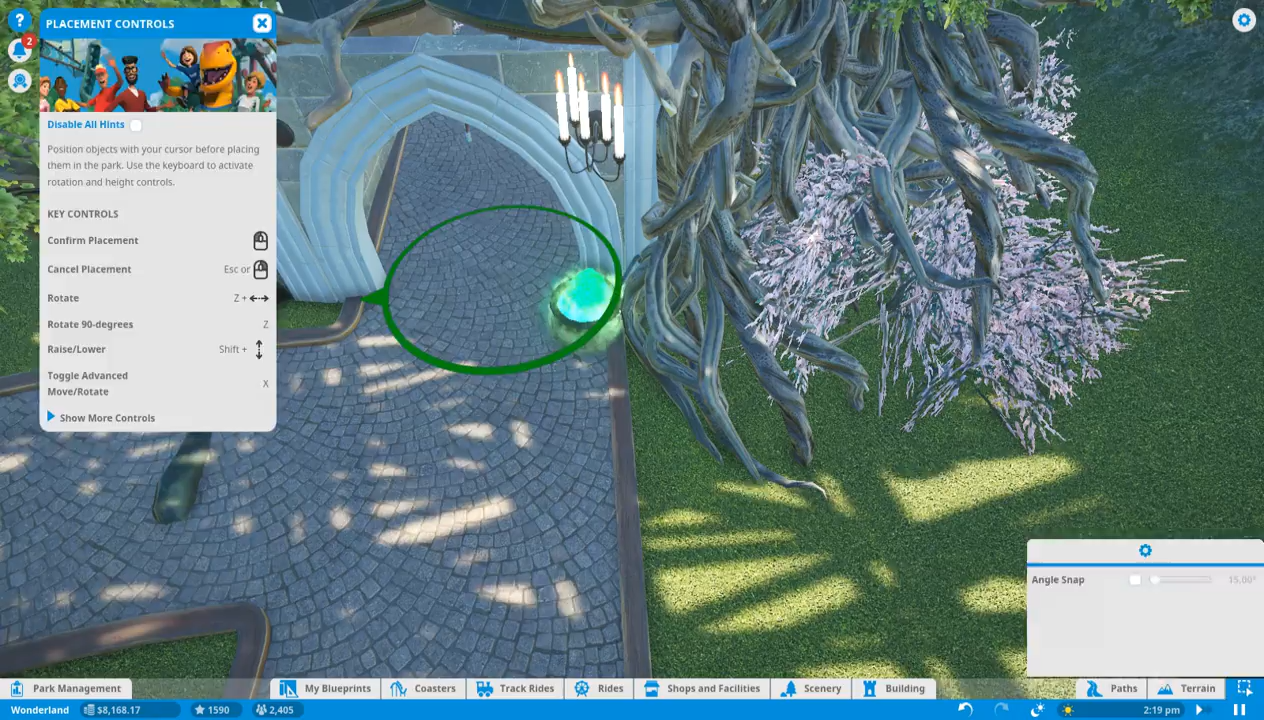 ?
PLACEMENT CONTROLS
2
Disable All Hints
Position objects with your cursor before placing
them in the park. Use the keyboard to activate
rotation and height controls.
KEY CONTROLS
Confirm Placement
Cancel Placement Esc or
Rotate Z +
Rotate 90-degrees Z
Raise/Lower Shift +
Toggle Advanced
Move/Rotate X
Show More Controls
Angle Snap 15.00°
Park Management My Blueprints Coasters Track Rides Rides Shops and Facilities Scenery Building Paths Terrain
Wonderland $8,168.17 1590 2,405 2:19 pm